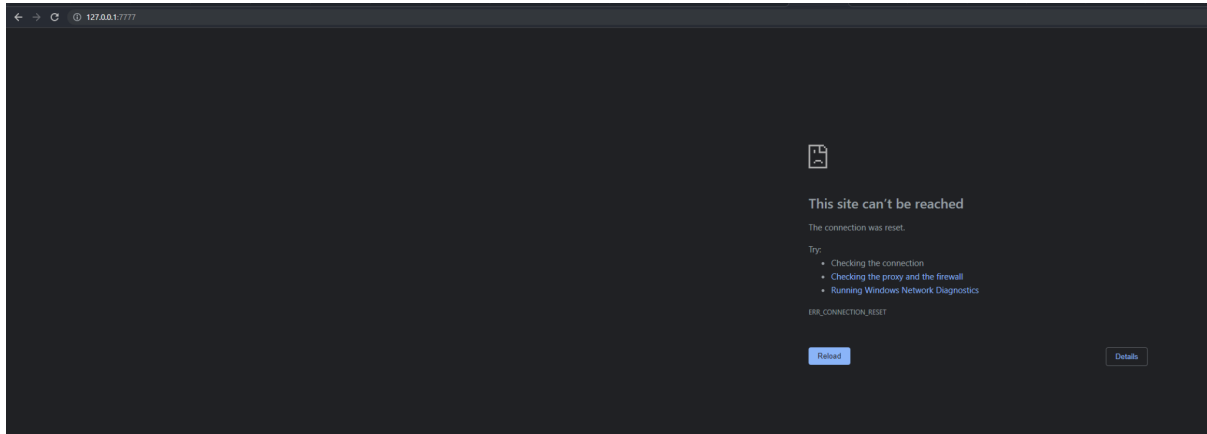 127.0.0.1:7777
This site can't be reached
The connection was reset.
Try:
• Checking the connection
• Checking the proxy and the firewall
• Running Windows Network Diagnostics
ERR_CONNECTION_RESET
Reload Details